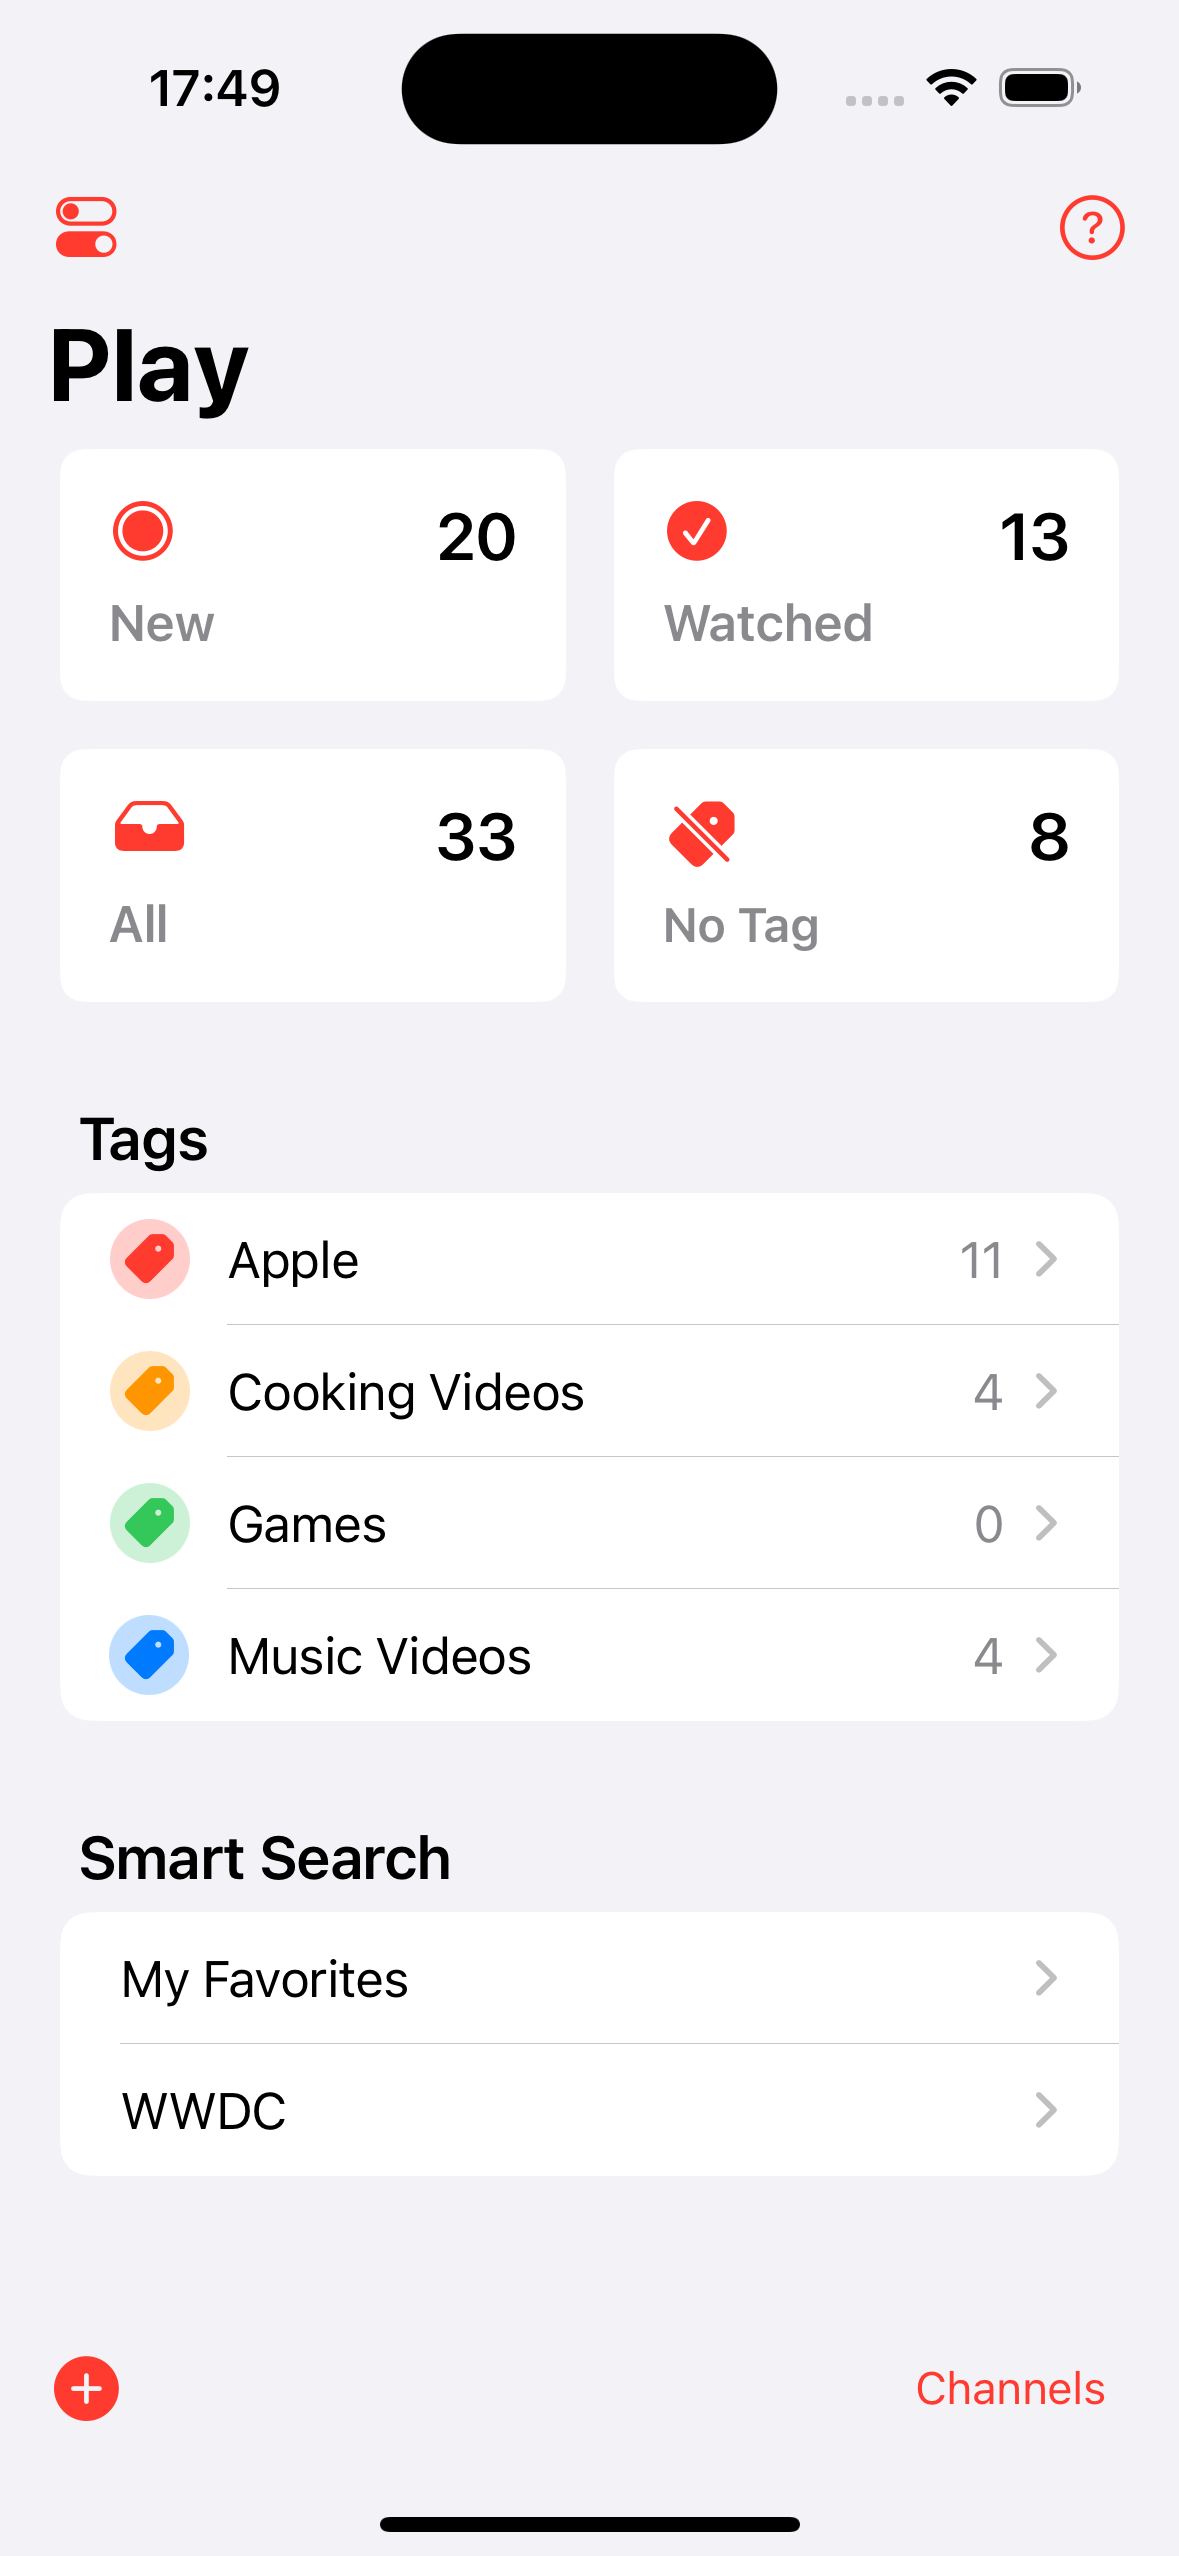 17:49
?
Play
20
New
13
Watched
33
All
8
No Tag
Tags
Apple 11
Cooking Videos 4
Games 0
Music Videos 4
Smart Search
My Favorites
WWDC
Channels